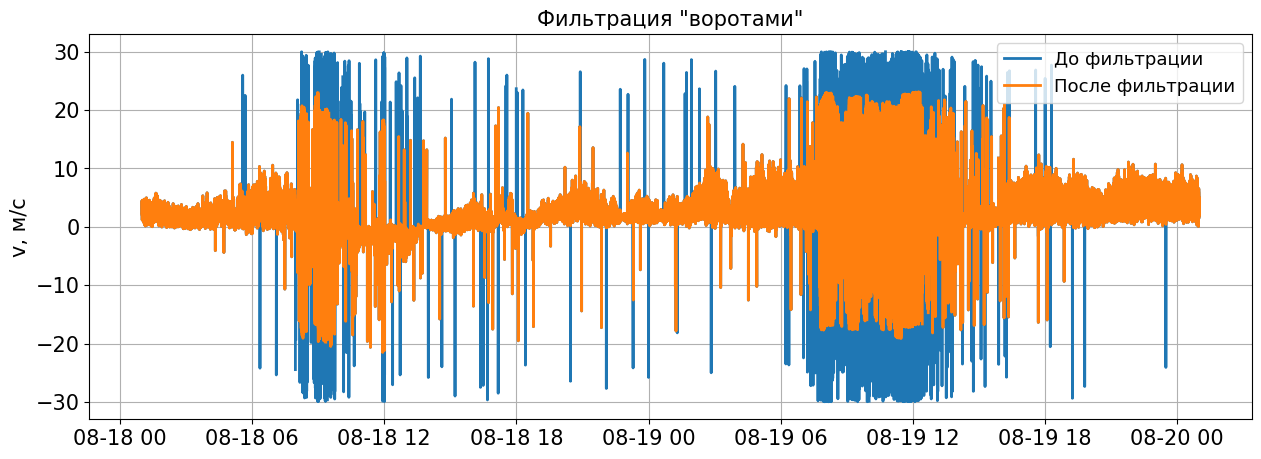 Фильтрация "воротами"
v, м/с
30
20
10
0
−10
−20
−30
До фильтрации
После фильтрации
08-18 00 08-18 06 08-18 12 08-18 18 08-19 00 08-19 06 08-19 12 08-19 18 08-20 00